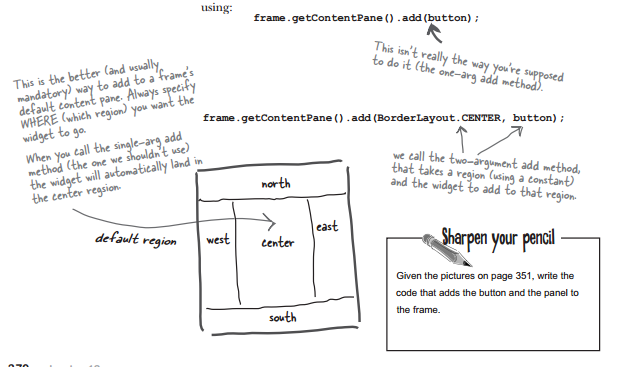 using:
frame.getContentPane().add(button);
This isn't really the way you're supposed
to do it (the one-arg add method).
This is the better (and usually
mandatory) way to add to a frame's
default content pane. Always specify
WHERE (which region) you want the
widget to go.
frame.getContentPane().add(BorderLayout.CENTER, button);
When you call the single-arg add
method (the one we shouldn't use)
the widget will automatically land in
the center regsion.
we call the two-argument add method,
that takes a region (using a constant)
and the widget to add to that region.
default region
north
west
center
east
south
Sharpen your pencil
Given the pictures on page 351, write the
code that adds the button and the panel to
the frame.